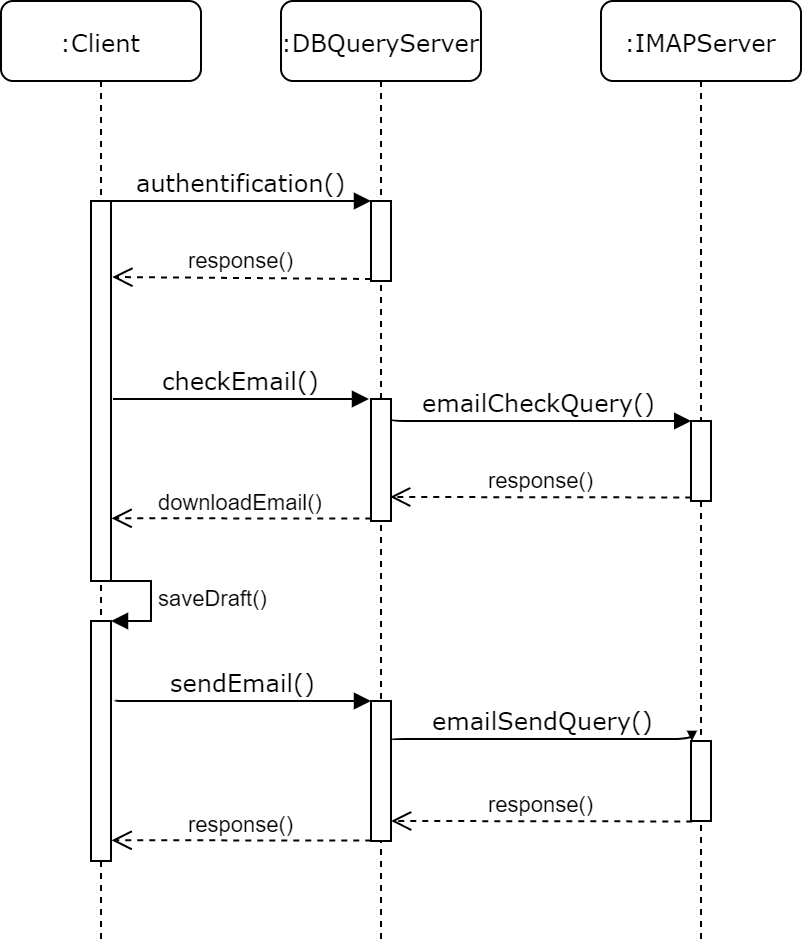 :Client
:DBQueryServer
:IMAPServer
authentification()
response()
checkEmail()
emailCheckQuery()
response()
downloadEmail()
saveDraft()
sendEmail()
emailSendQuery()
response()
response()